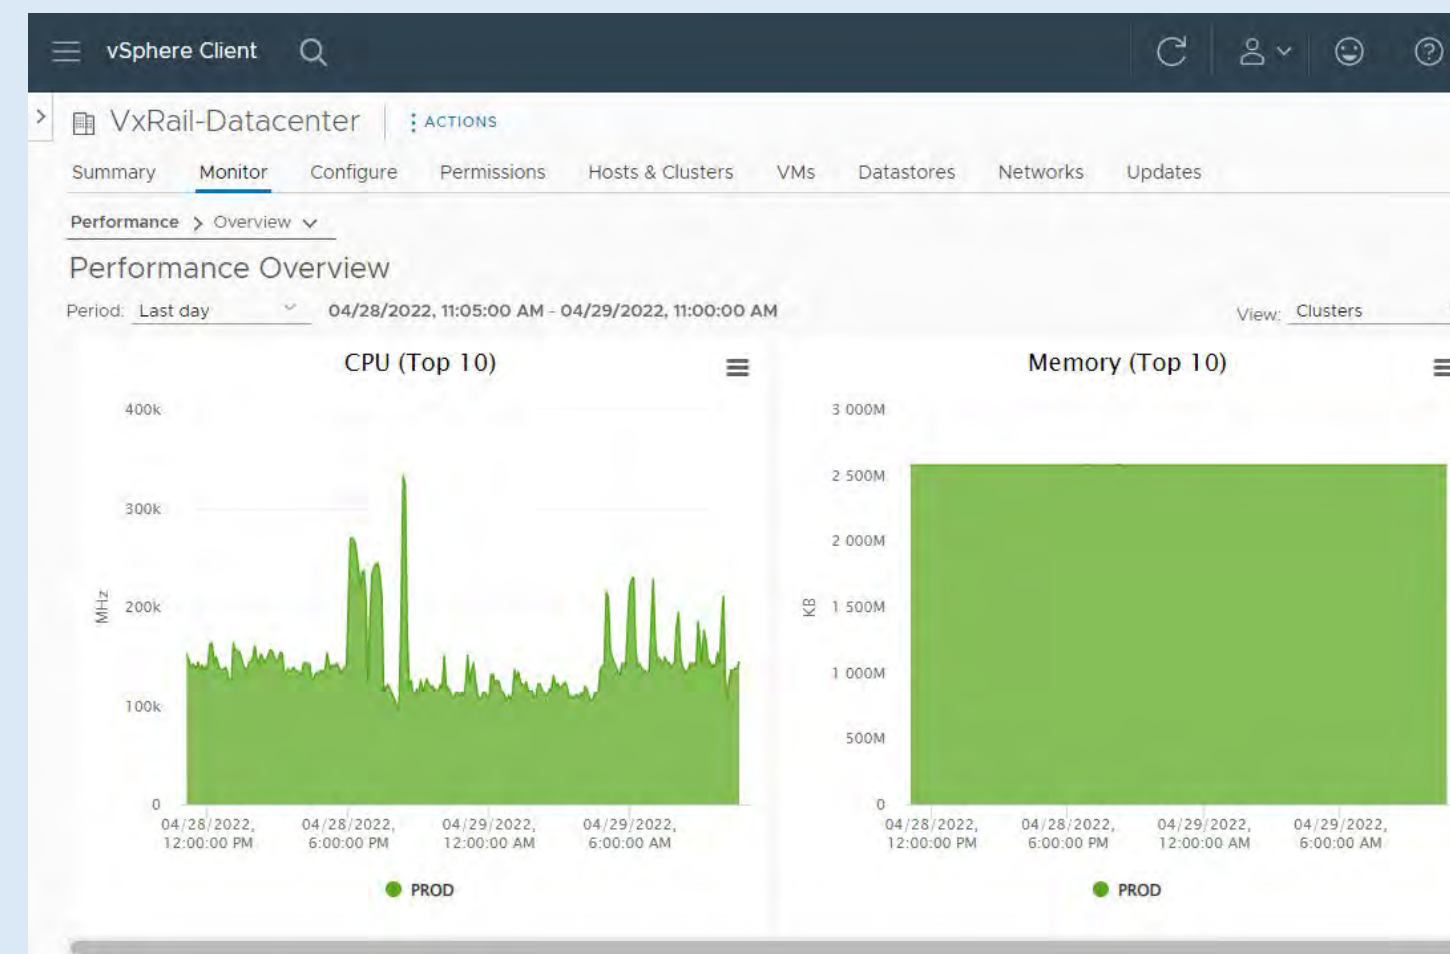 vSphere Client
VxRail-Datacenter ACTIONS
Summary Monitor Configure Permissions Hosts & Clusters VMs Datastores Networks Updates
Performance > Overview
Performance Overview
Period: Last day 04/28/2022, 11:05:00 AM - 04/29/2022, 11:00:00 AM View: Clusters
CPU (Top 10)
400k
300k
200k
100k
0
MHz
04/28/2022, 12:00:00 PM
04/28/2022, 6:00:00 PM
04/29/2022, 12:00:00 AM
04/29/2022, 6:00:00 AM
PROD
Memory (Top 10)
3 000M
2 500M
2 000M
1 500M
1 000M
500M
0
KB
04/28/2022, 12:00:00 PM
04/28/2022, 6:00:00 PM
04/29/2022, 12:00:00 AM
04/29/2022, 6:00:00 AM
PROD